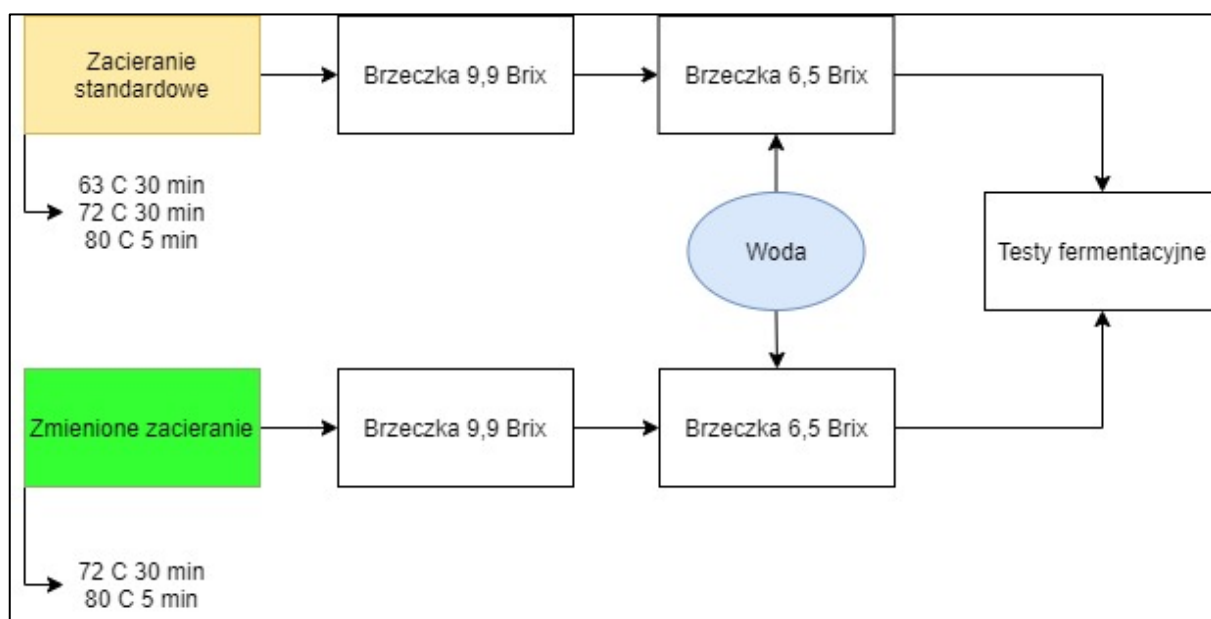 Zacieranie
standardowe
Brzeczka 9,9 Brix
Brzeczka 6,5 Brix
63 C 30 min
72 C 30 min
80 C 5 min
Woda
Testy fermentacyjne
Zmienione zacieranie
Brzeczka 9,9 Brix
Brzeczka 6,5 Brix
72 C 30 min
80 C 5 min